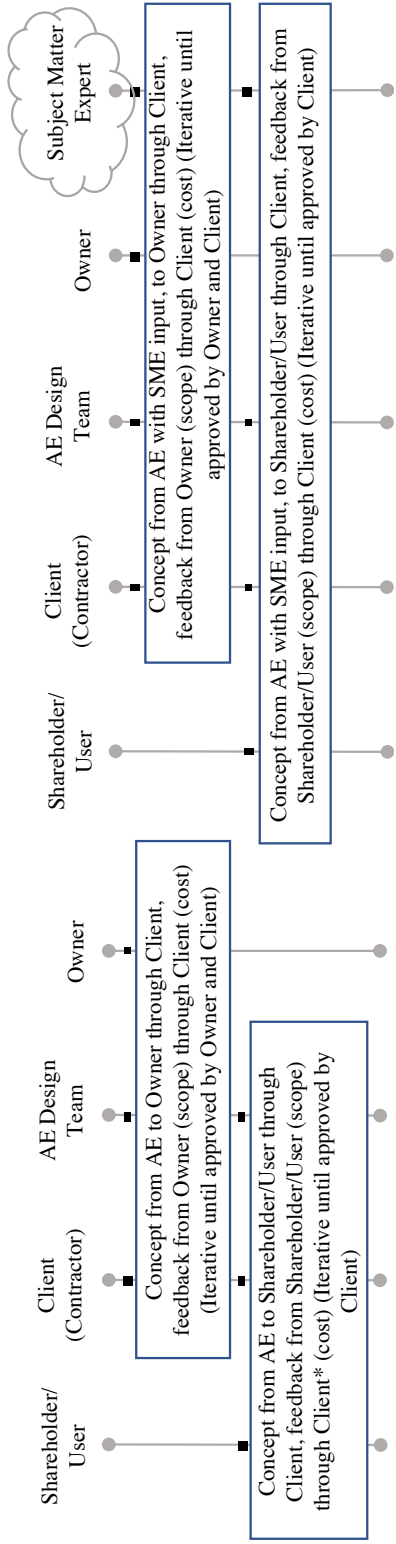 Shareholder/
User
Client
(Contractor)
AE Design
Team
Owner
Concept from AE to Owner through Client,
feedback from Owner (scope) through Client (cost)
(Iterative until approved by Owner and Client)
Concept from AE to Shareholder/User through
Client, feedback from Shareholder/User (scope)
through Client* (cost) (Iterative until approved by
Client)
Shareholder/
User
Client
(Contractor)
AE Design
Team
Owner
Subject Matter
Expert
Concept from AE with SME input, to Owner through Client,
feedback from Owner (scope) through Client (cost) (Iterative until
approved by Owner and Client)
Concept from AE with SME input, to Shareholder/User through Client, feedback from
Shareholder/User (scope) through Client (cost) (Iterative until approved by Client)